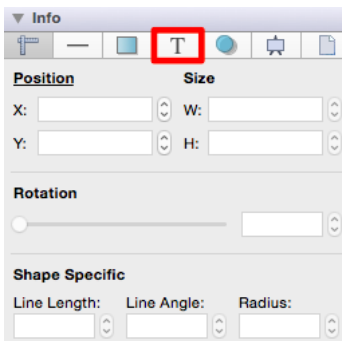 Info
T
Position Size
X: W:
Y: H:
Rotation
Shape Specific
Line Length: Line Angle: Radius: